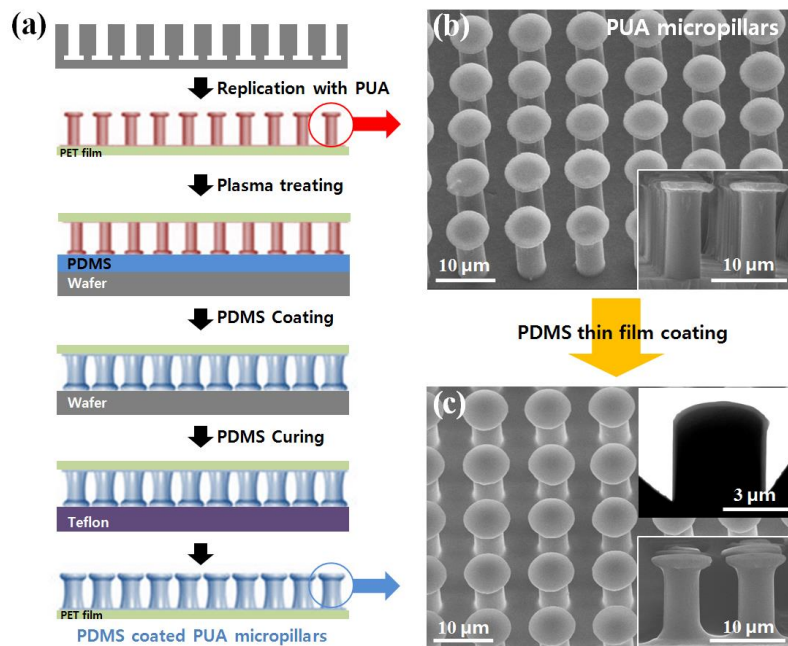 (a)
Replication with PUA
PET film
Plasma treating
PDMS
Wafer
PDMS Coating
Wafer
PDMS Curing
Teflon
PET film
PDMS coated PUA micropillars
(b)
PUA micropillars
10 μm
10 μm
PDMS thin film coating
(c)
3 μm
10 μm
10 μm